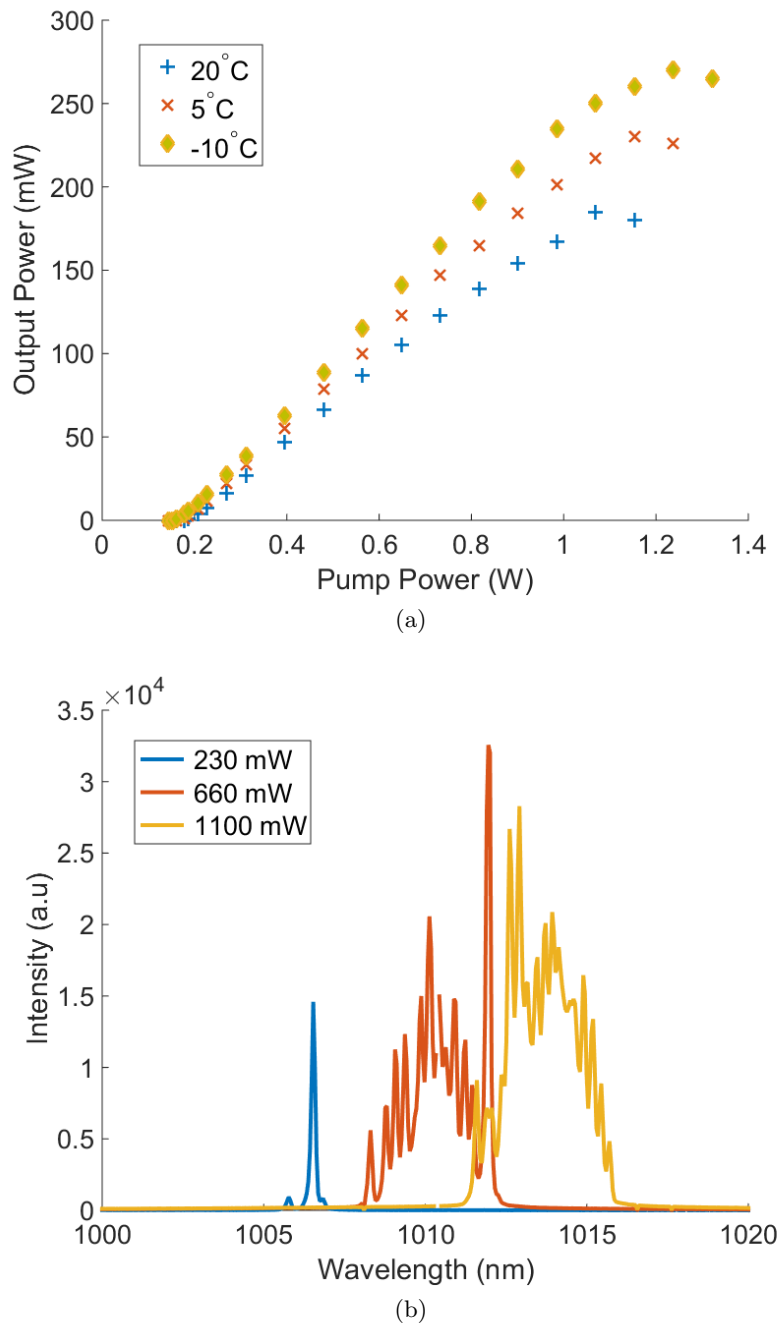 300
250
200
150
100
50
0
Output Power (mW)
20°C
5°C
-10°C
0 0.2 0.4 0.6 0.8 1 1.2 1.4
Pump Power (W)
(a)
×10⁴
3.5
3
2.5
2
1.5
1
0.5
0
Intensity (a.u)
230 mW
660 mW
1100 mW
1000 1005 1010 1015 1020
Wavelength (nm)
(b)